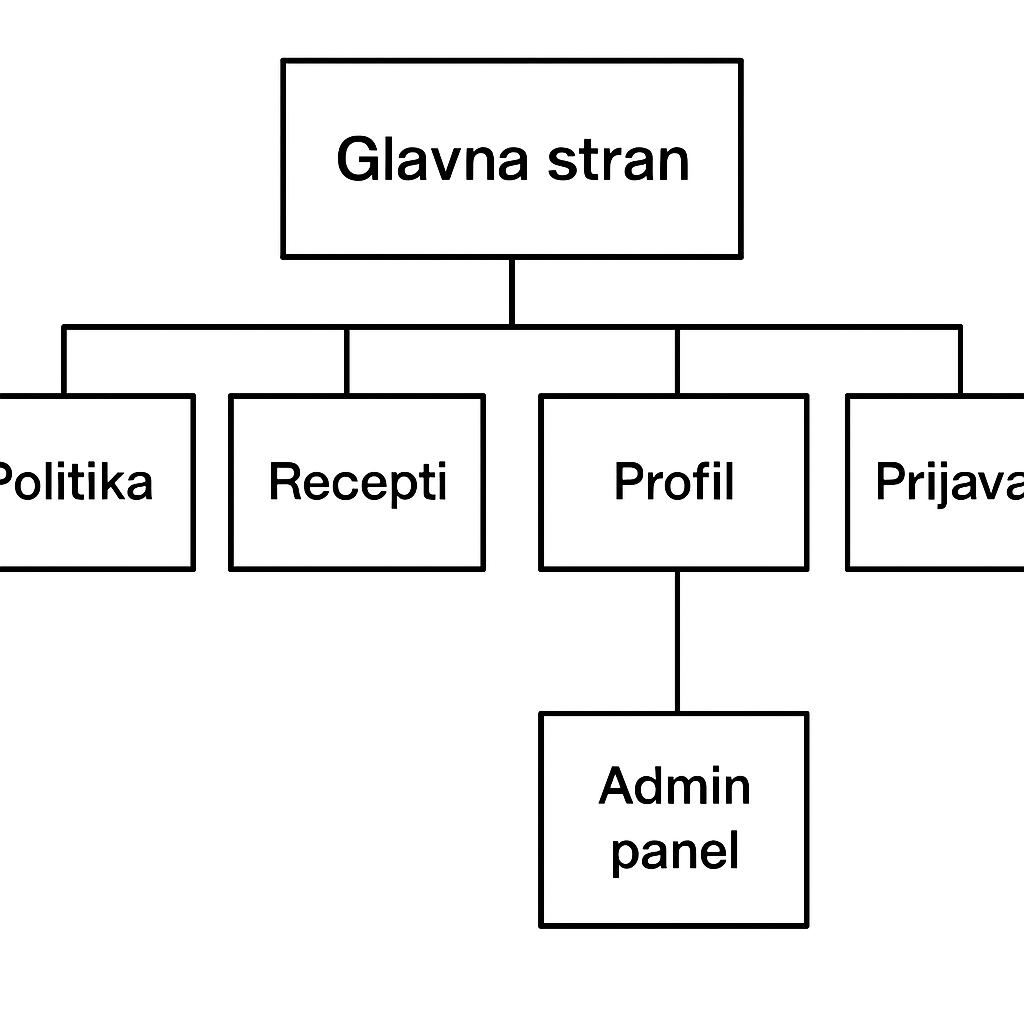 Glavna stran
Politika
Recepti
Profil
Prijava
Admin
panel